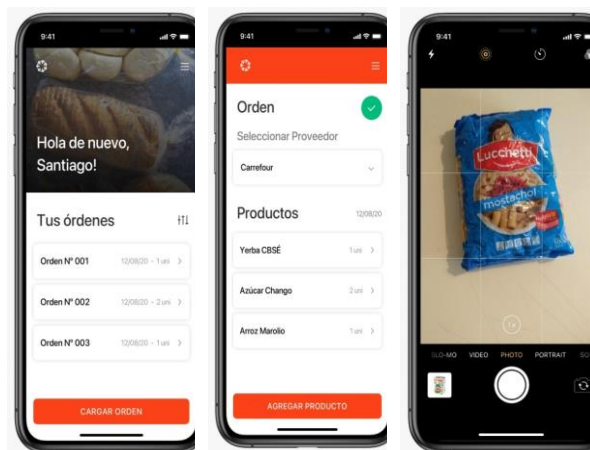 9:41
Hola de nuevo,
Santiago!
Tus órdenes
Orden Nº 001 12/08/20 - 1 uni
Orden Nº 002 12/08/20 - 2 uni
Orden Nº 003 12/08/20 - 1 uni
CARGAR ORDEN
9:41
Orden
Seleccionar Proveedor
Carrefour
Productos 12/08/20
Yerba CBSÉ 1 uni
Azúcar Chango 2 uni
Arroz Marolio 1 uni
AGREGAR PRODUCTO
9:41
Lucchetti
mostachol
1x
SLO-MO VIDEO PHOTO PORTRAIT